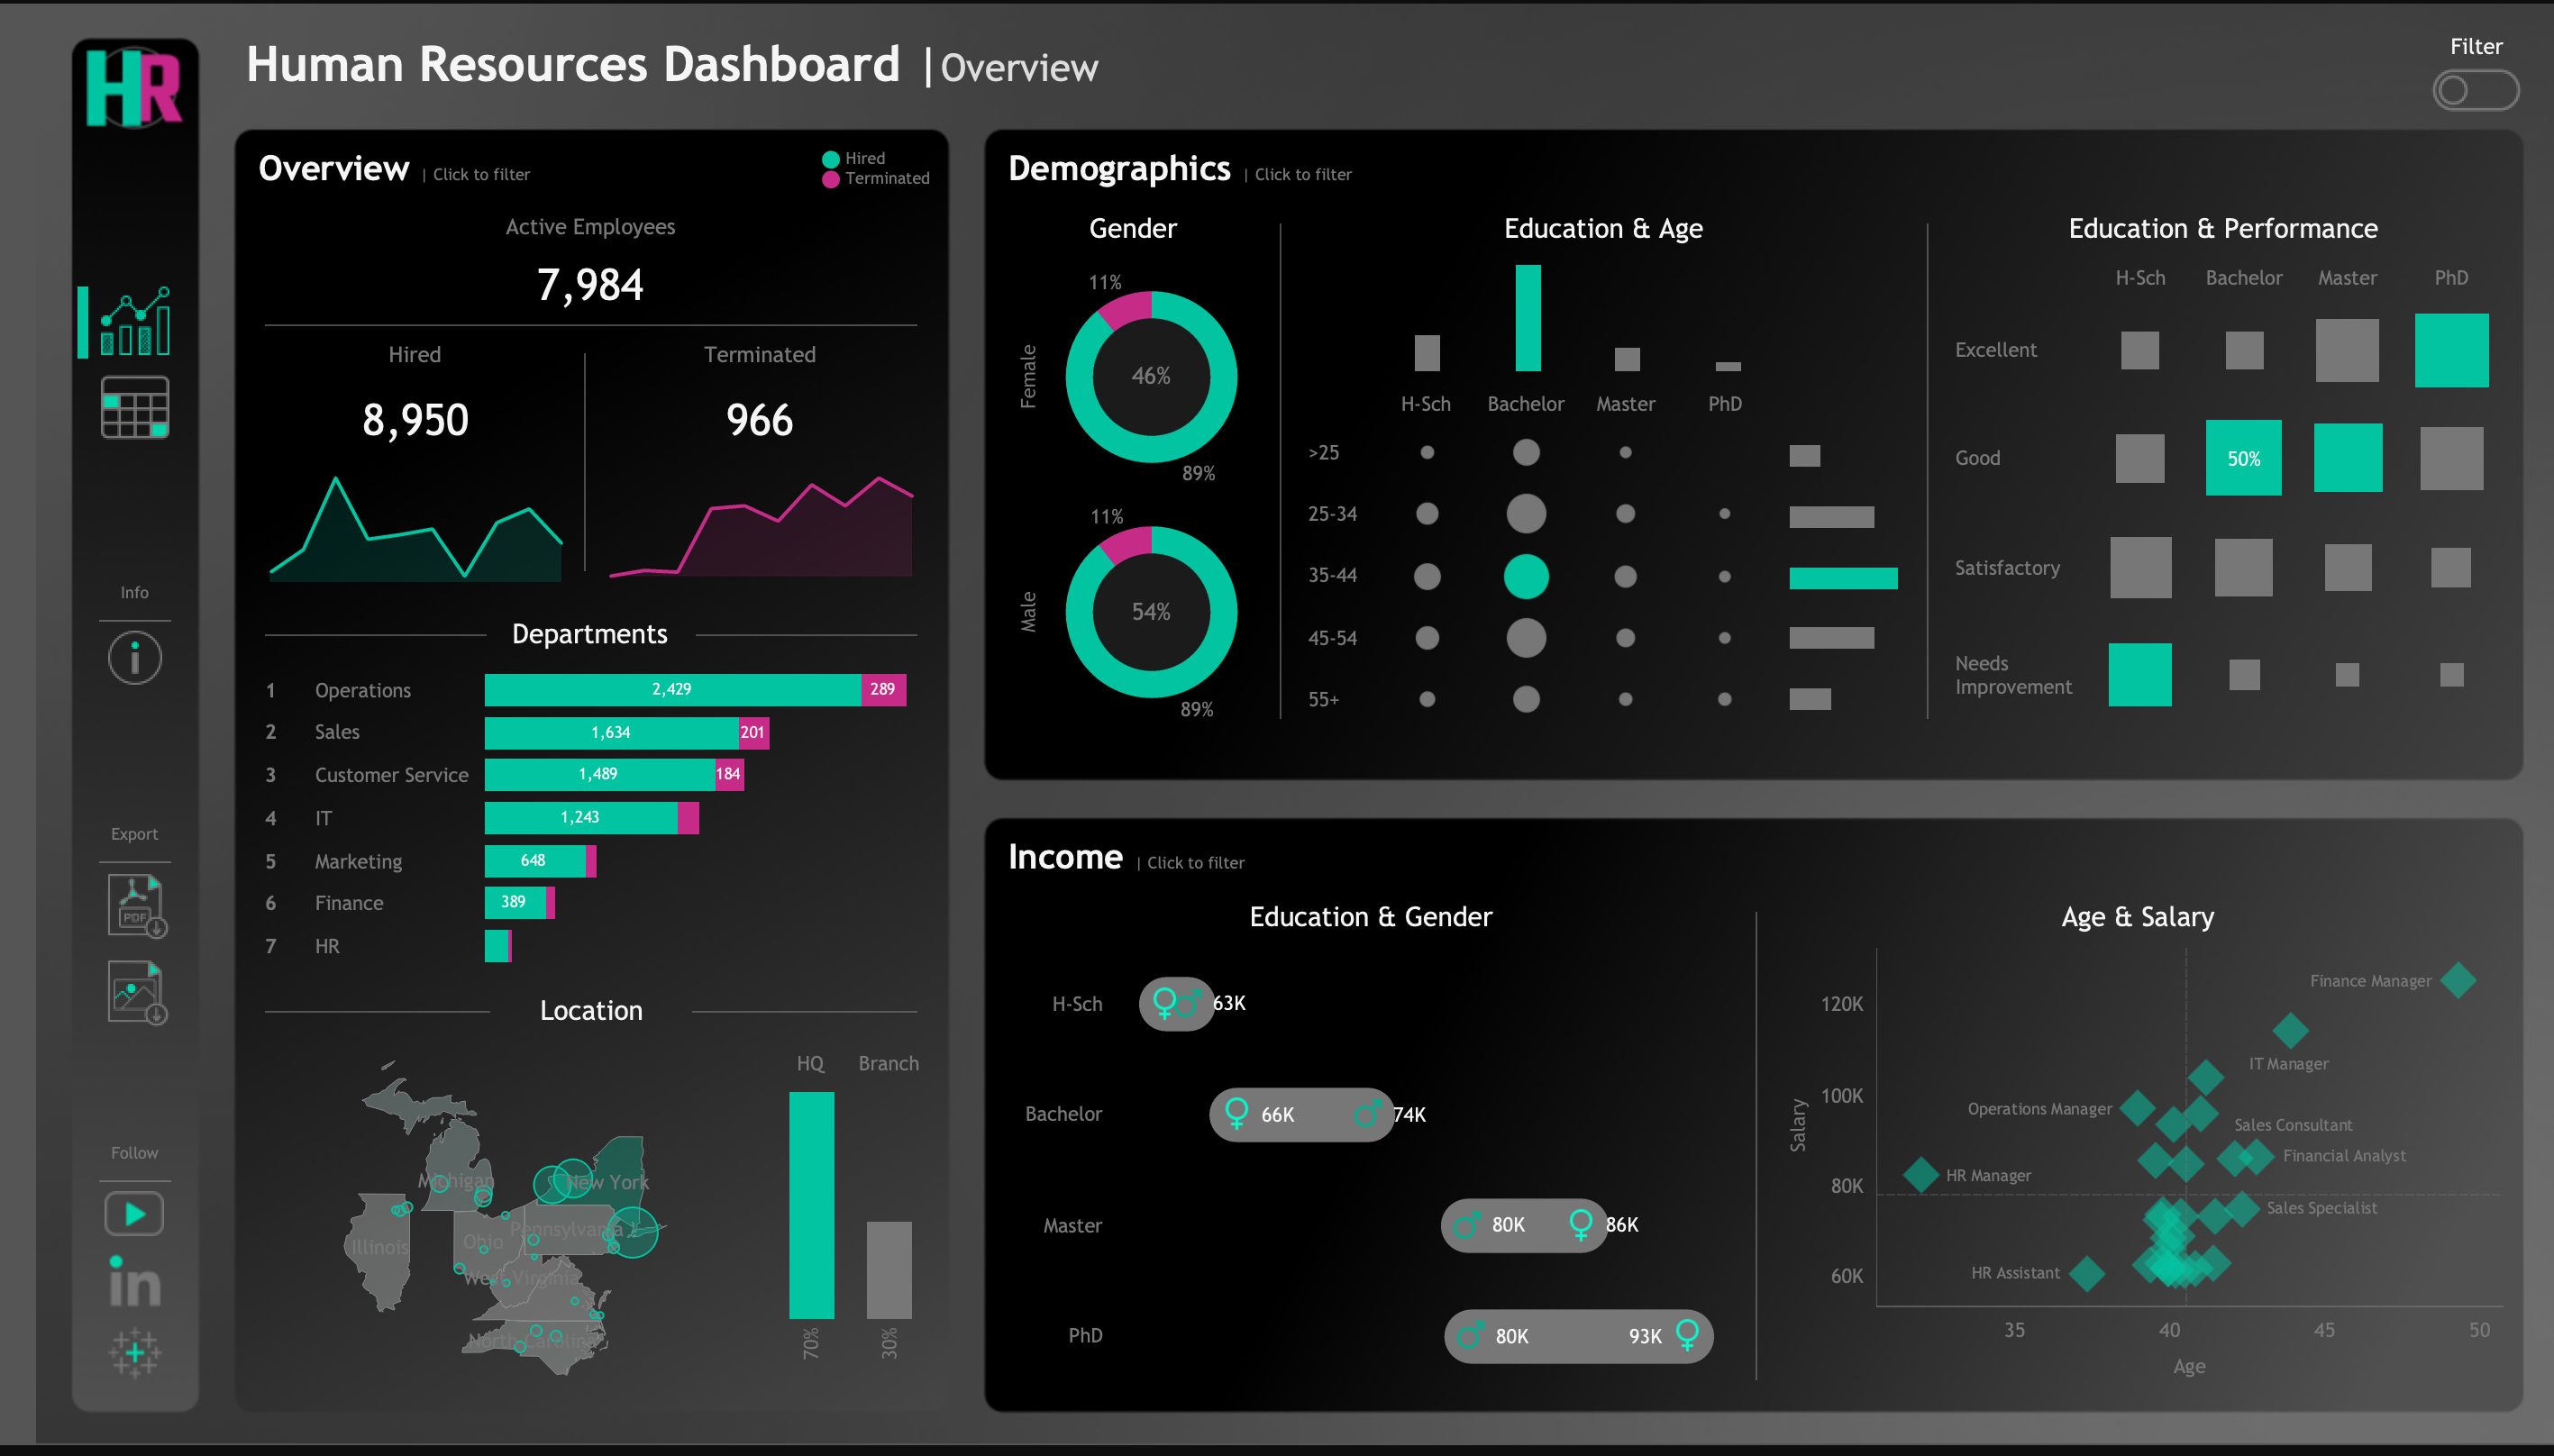 HR
Human Resources Dashboard | Overview
Filter
Info
Export
PDF
Follow
in
Overview | Click to filter
Hired
Terminated
Active Employees
7,984
Hired
Terminated
8,950
966
Departments
1 Operations 2,429 289
2 Sales 1,634 201
3 Customer Service 1,489 184
4 IT 1,243
5 Marketing 648
6 Finance 389
7 HR
Location
HQ Branch
Michigan
New York
Pennsylvania
Illinois
Ohio
West Virginia
North Carolina
70% 30%
Demographics | Click to filter
Gender
Female
11%
46%
89%
Male
11%
54%
89%
Education & Age
H-Sch Bachelor Master PhD
>25
25-34
35-44
45-54
55+
Education & Performance
H-Sch Bachelor Master PhD
Excellent
Good 50%
Satisfactory
Needs
Improvement
Income | Click to filter
Education & Gender
H-Sch 63K
Bachelor 66K 74K
Master 80K 86K
PhD 80K 93K
Age & Salary
Salary
120K
100K
80K
60K
Finance Manager
IT Manager
Operations Manager
Sales Consultant
Financial Analyst
HR Manager
Sales Specialist
HR Assistant
35 40 45 50
Age